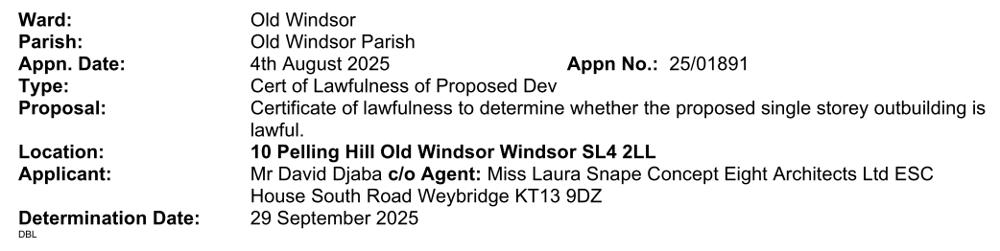 Ward: Old Windsor
Parish: Old Windsor Parish
Appn. Date: 4th August 2025 Appn No.: 25/01891
Type: Cert of Lawfulness of Proposed Dev
Proposal: Certificate of lawfulness to determine whether the proposed single storey outbuilding is
lawful.
Location: 10 Pelling Hill Old Windsor Windsor SL4 2LL
Applicant: Mr David Djaba c/o Agent: Miss Laura Snape Concept Eight Architects Ltd ESC
House South Road Weybridge KT13 9DZ
Determination Date: 29 September 2025
DBL